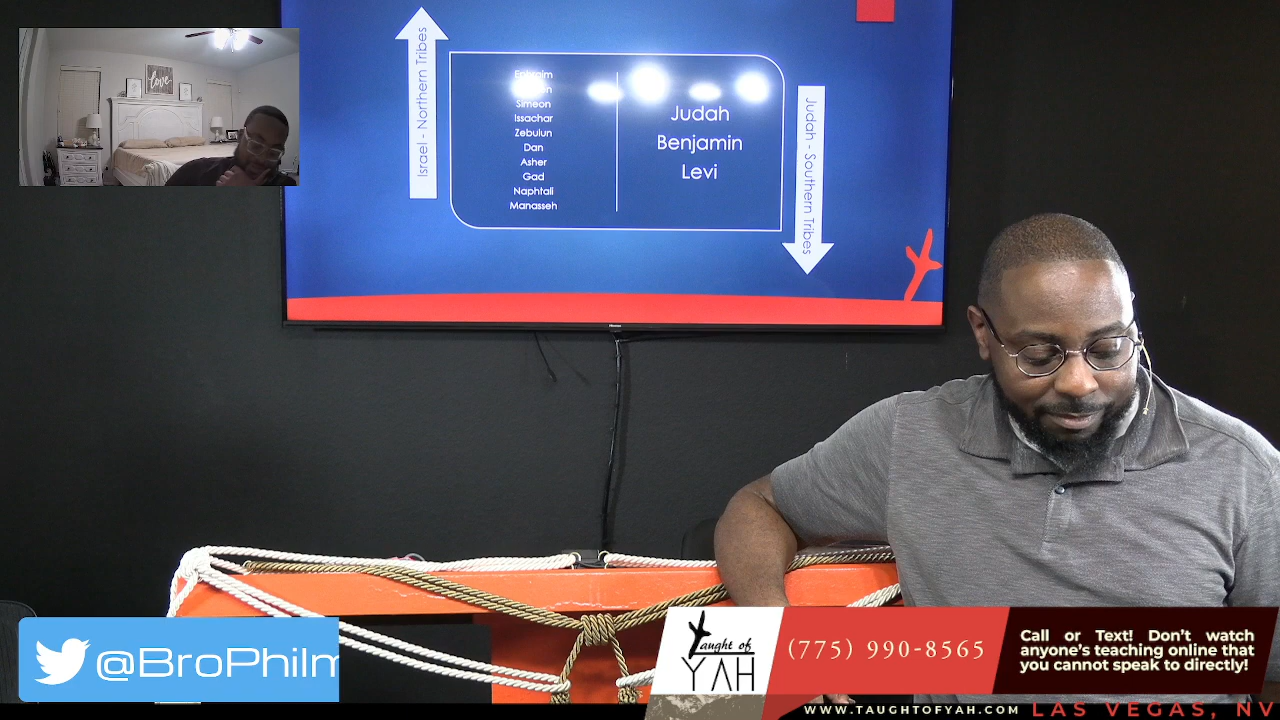 love
Israel - Northern Tribes
Ephraim
Simeon
Issachar
Zebulun
Dan
Asher
Gad
Naphtali
Manasseh
Judah
Benjamin
Levi
Judah - Southern Tribes
Hisense
@BroPhilm
Taught of
YAH
(775) 990-8565
Call or Text! Don't watch
anyone's teaching online that
you cannot speak to directly!
WWW.TAUGHTOFYAH.COM
LAS VEGAS, NV